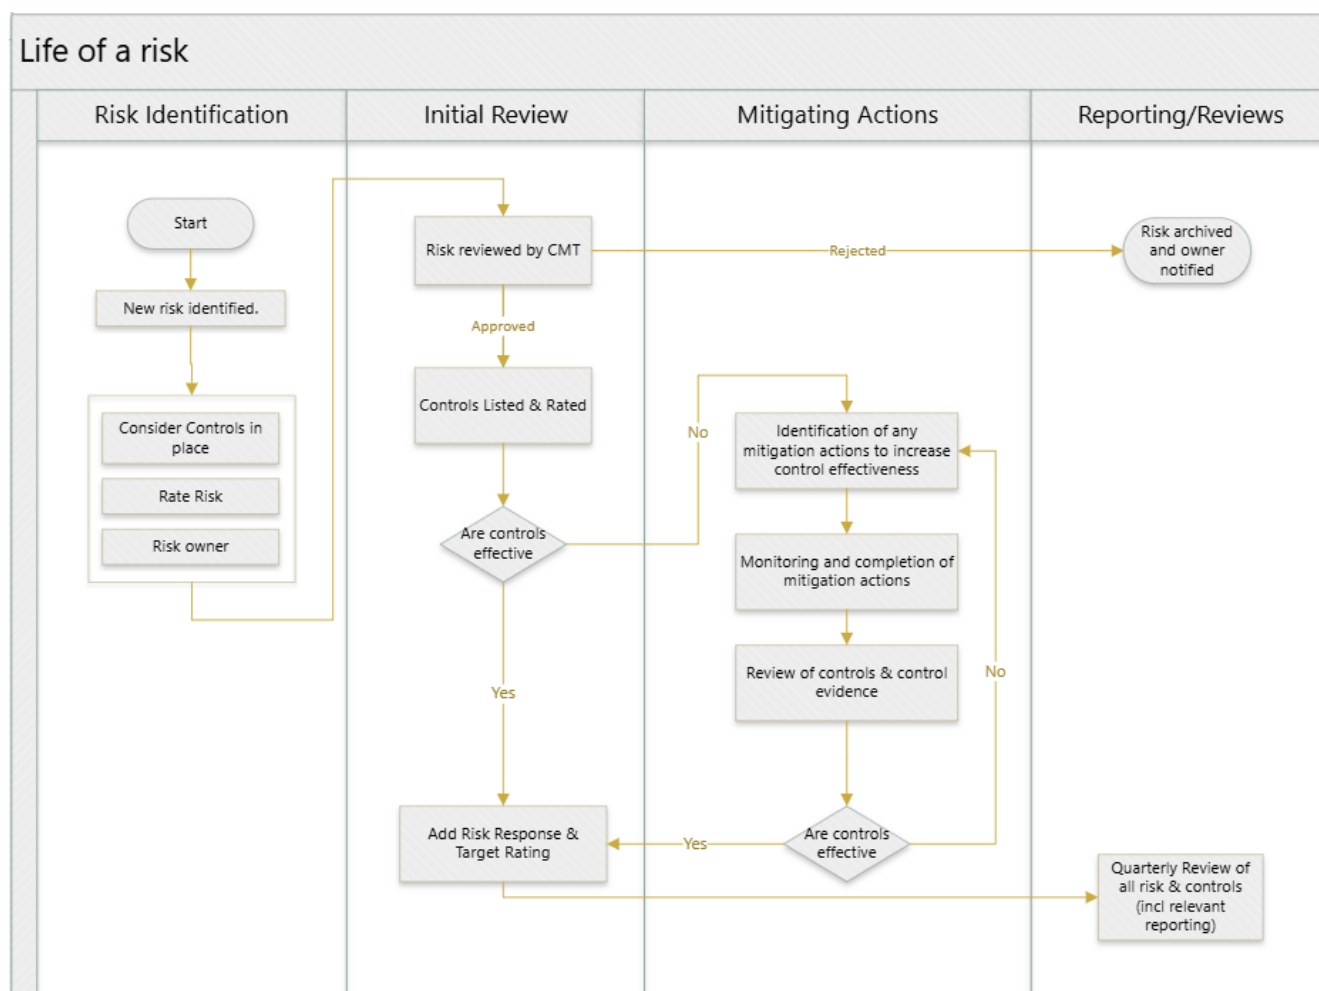 Life of a risk
Risk Identification
Initial Review
Mitigating Actions
Reporting/Reviews
Start
New risk identified.
Consider Controls in
place
Rate Risk
Risk owner
Risk reviewed by CMT
Rejected
Risk archived
and owner
notified
Approved
Controls Listed & Rated
Are controls
effective
No
Yes
Identification of any
mitigation actions to increase
control effectiveness
Monitoring and completion of
mitigation actions
Review of controls & control
evidence
No
Are controls
effective
Yes
Add Risk Response &
Target Rating
Quarterly Review of
all risk & controls
(incl relevant
reporting)